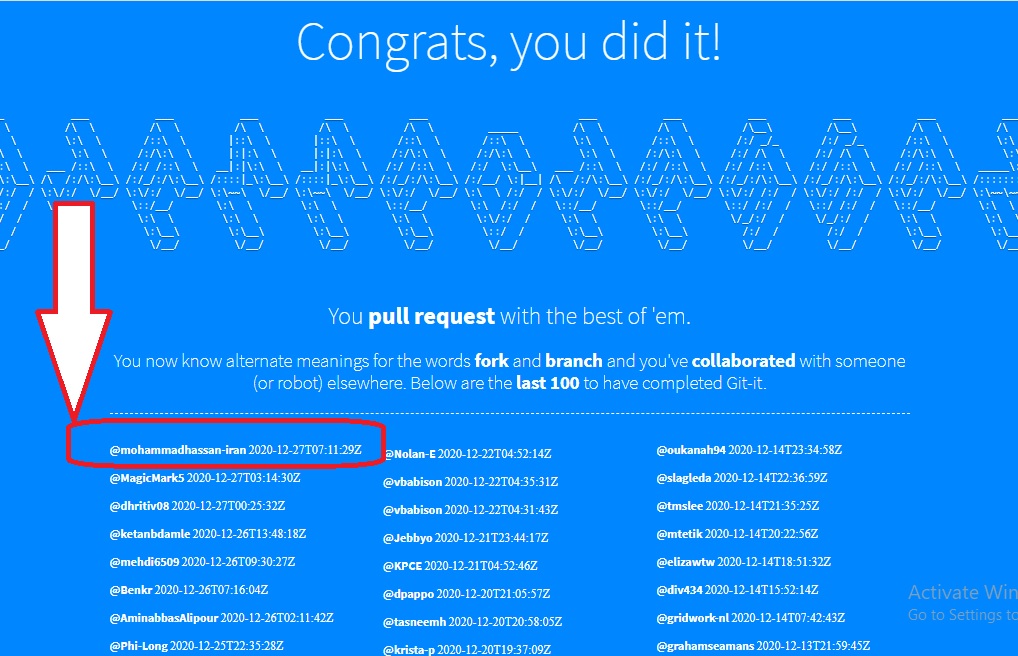 Congrats, you did it!
You pull request with the best of 'em.
You now know alternate meanings for the words fork and branch and you've collaborated with someone
(or robot) elsewhere. Below are the last 100 to have completed Git-it.
@mohammadhassan-iran 2020-12-27T07:11:29Z
@MagicMark5 2020-12-27T03:14:30Z
@dhritiv08 2020-12-27T00:25:32Z
@ketanbdamle 2020-12-26T13:48:18Z
@mehdi6509 2020-12-26T09:30:27Z
@Benkr 2020-12-26T07:16:04Z
@AminabbasAlipour 2020-12-26T02:11:42Z
@Phi-Long 2020-12-25T22:35:28Z
@Nolan-E 2020-12-22T04:52:14Z
@vbabison 2020-12-22T04:35:31Z
@vbabison 2020-12-22T04:31:43Z
@Jebbyo 2020-12-21T23:44:17Z
@KPCE 2020-12-21T04:52:46Z
@dpappo 2020-12-20T21:05:57Z
@tasneemh 2020-12-20T20:58:05Z
@krista-p 2020-12-20T19:37:09Z
@oukanah94 2020-12-14T23:34:58Z
@slagleda 2020-12-14T22:36:59Z
@tmslee 2020-12-14T21:35:25Z
@mtetik 2020-12-14T20:22:56Z
@elizawtw 2020-12-14T18:51:32Z
@div434 2020-12-14T15:52:14Z
@gridwork-nl 2020-12-14T07:42:43Z
@grahamseamans 2020-12-13T21:59:45Z
Activate Win
Go to Settings to